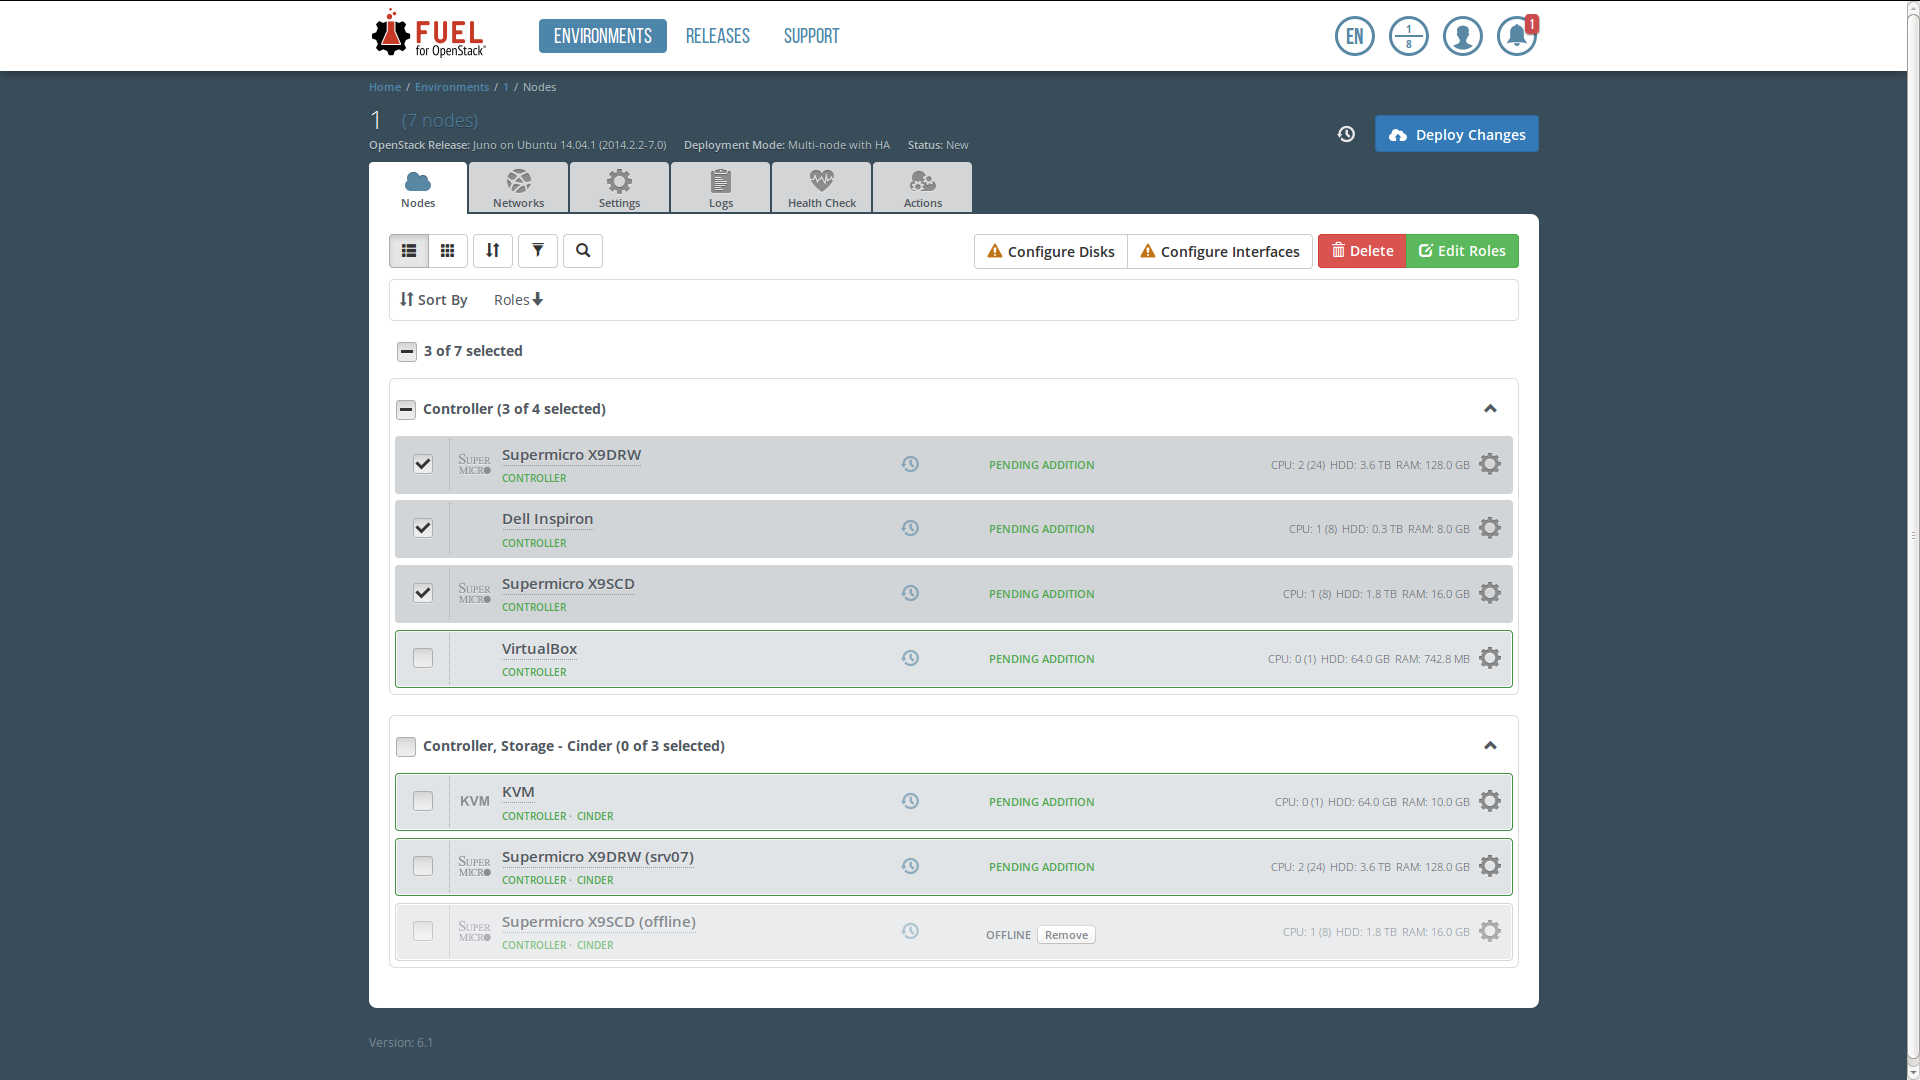 FUEL
for OpenStack
ENVIRONMENTS RELEASES SUPPORT
EN 1 8 1
Home / Environments / 1 / Nodes
1 (7 nodes)
OpenStack Release: Juno on Ubuntu 14.04.1 (2014.2.2-7.0) Deployment Mode: Multi-node with HA Status: New
Deploy Changes
Nodes Networks Settings Logs Health Check Actions
Configure Disks Configure Interfaces Delete Edit Roles
Sort By Roles
3 of 7 selected
Controller (3 of 4 selected)
SUPER MICRO Supermicro X9DRW PENDING ADDITION CPU: 2 (24) HDD: 3.6 TB RAM: 128.0 GB
CONTROLLER
Dell Inspiron PENDING ADDITION CPU: 1 (8) HDD: 0.3 TB RAM: 8.0 GB
CONTROLLER
SUPER MICRO Supermicro X9SCD PENDING ADDITION CPU: 1 (8) HDD: 1.8 TB RAM: 16.0 GB
CONTROLLER
VirtualBox PENDING ADDITION CPU: 0 (1) HDD: 64.0 GB RAM: 742.8 MB
CONTROLLER
Controller, Storage - Cinder (0 of 3 selected)
KVM KVM PENDING ADDITION CPU: 0 (1) HDD: 64.0 GB RAM: 10.0 GB
CONTROLLER · CINDER
SUPER MICRO Supermicro X9DRW (srv07) PENDING ADDITION CPU: 2 (24) HDD: 3.6 TB RAM: 128.0 GB
CONTROLLER · CINDER
SUPER MICRO Supermicro X9SCD (offline) OFFLINE Remove CPU: 1 (8) HDD: 1.8 TB RAM: 16.0 GB
CONTROLLER · CINDER
Version: 6.1